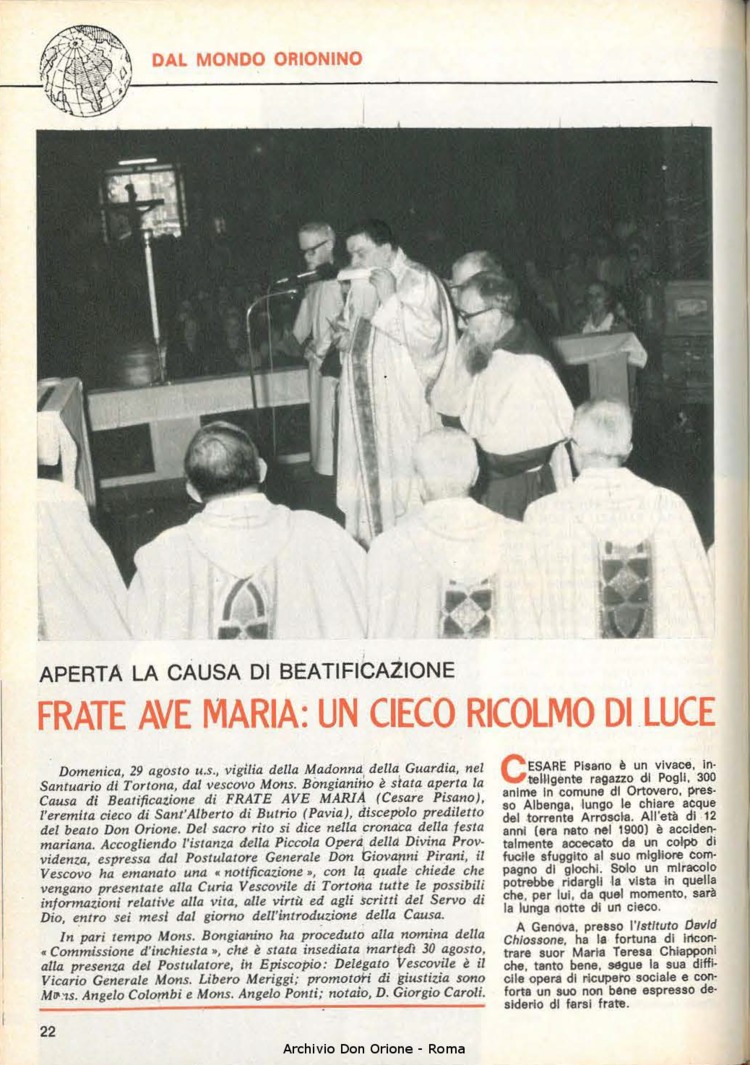 DAL MONDO ORIONINO
APERTA LA CAUSA DI BEATIFICAZIONE
FRATE AVE MARIA: UN CIECO RICOLMO DI LUCE
Domenica, 29 agosto u.s., vigilia della Madonna della Guardia, nel
Santuario di Tortona, dal vescovo Mons. Bongianino è stata aperta la
Causa di Beatificazione di FRATE AVE MARIA (Cesare Pisano),
l'eremita cieco di Sant'Alberto di Butrio (Pavia), discepolo prediletto
del beato Don Orione. Del sacro rito si dice nella cronaca della festa
mariana. Accogliendo l'istanza della Piccola Opera della Divina Prov-
videnza, espressa dal Postulatore Generale Don Giovanni Pirani, il
Vescovo ha emanato una « notificazione », con la quale chiede che
vengano presentate alla Curia Vescovile di Tortona tutte le possibili
informazioni relative alla vita, alle virtù ed agli scritti del Servo di
Dio, entro sei mesi dal giorno dell'introduzione della Causa.
In pari tempo Mons. Bongianino ha proceduto alla nomina della
« Commissione d'inchiesta », che è stata insediata martedì 30 agosto,
alla presenza del Postulatore, in Episcopio: Delegato Vescovile è il
Vicario Generale Mons. Libero Meriggi; promotori di giustizia sono
Angelo Colombi e Mons. Angelo Ponti; notaio, D. Giorgio Caroli.
CESARE Pisano è un vivace, in-
telligente ragazzo di Pogli, 300
anime in comune di Ortovero, pres-
so Albenga, lungo le chiare acque
del torrente Arroscia. All'età di 12
anni (era nato nel 1900) è acciden-
talmente accecato da un colpo di
fucile sfuggito al suo migliore com-
pagno di giochi. Solo un miracolo
potrebbe ridargli la vista in quella
che, per lui, da quel momento, sarà
la lunga notte di un cieco.
A Genova, presso l'Istituto David
Chiossone, ha la fortuna di incon-
trare suor Maria Teresa Chiapponi
che, tanto bene, segue la sua diffi-
cile opera di ricupero sociale e con-
forta un suo non bene espresso de-
siderio di farsi frate.
22
Archivio Don Orione - Roma